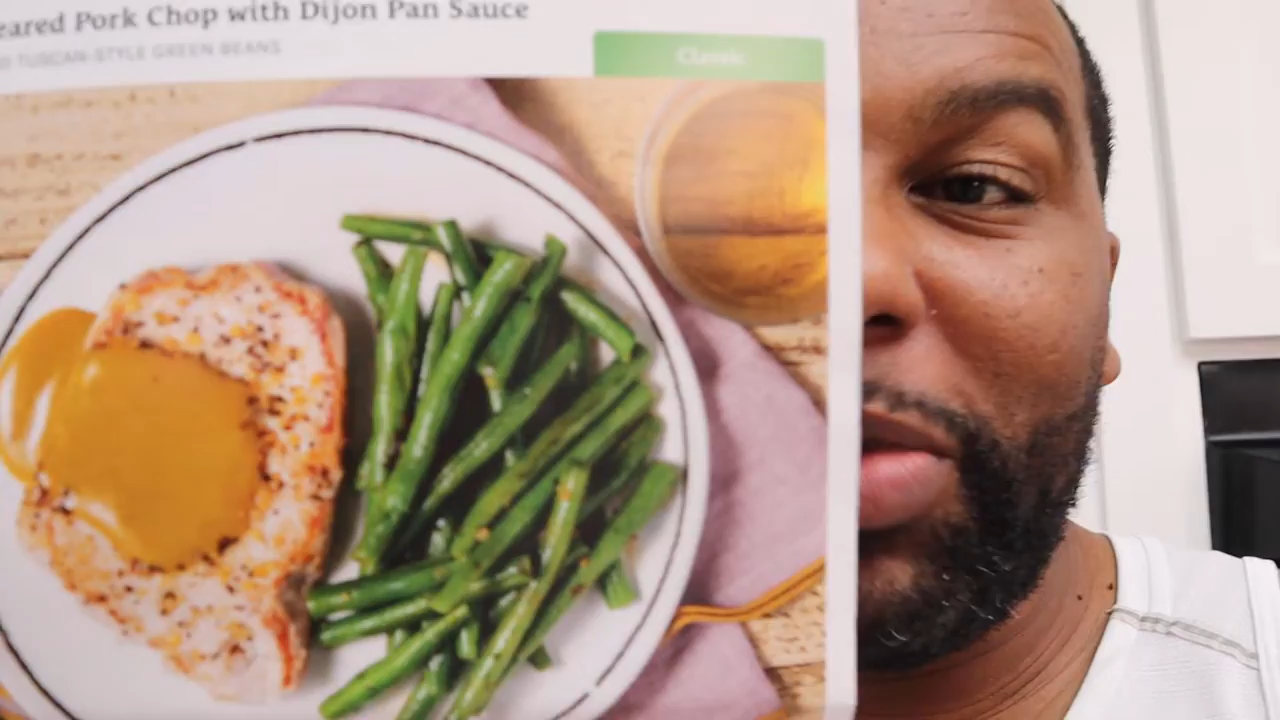 eared Pork Chop with Dijon Pan Sauce
TUSCAN-STYLE GREEN BEANS
Classic